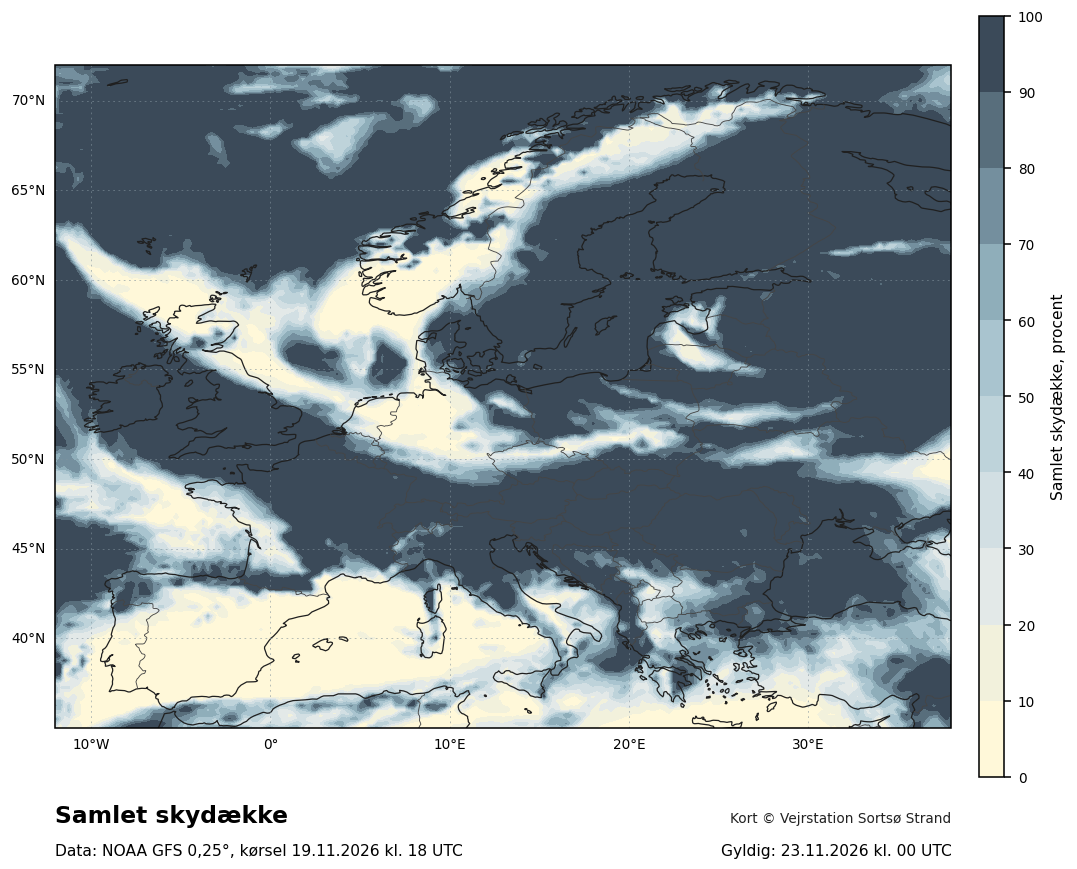 100
90
80
70
60
50
40
30
20
10
0
Samlet skydække, procent
70°N
65°N
60°N
55°N
50°N
45°N
40°N
10°W
0°
10°E
20°E
30°E
Samlet skydække
Kort © Vejrstation Sortsø Strand
Data: NOAA GFS 0,25°, kørsel 19.11.2026 kl. 18 UTC
Gyldig: 23.11.2026 kl. 00 UTC